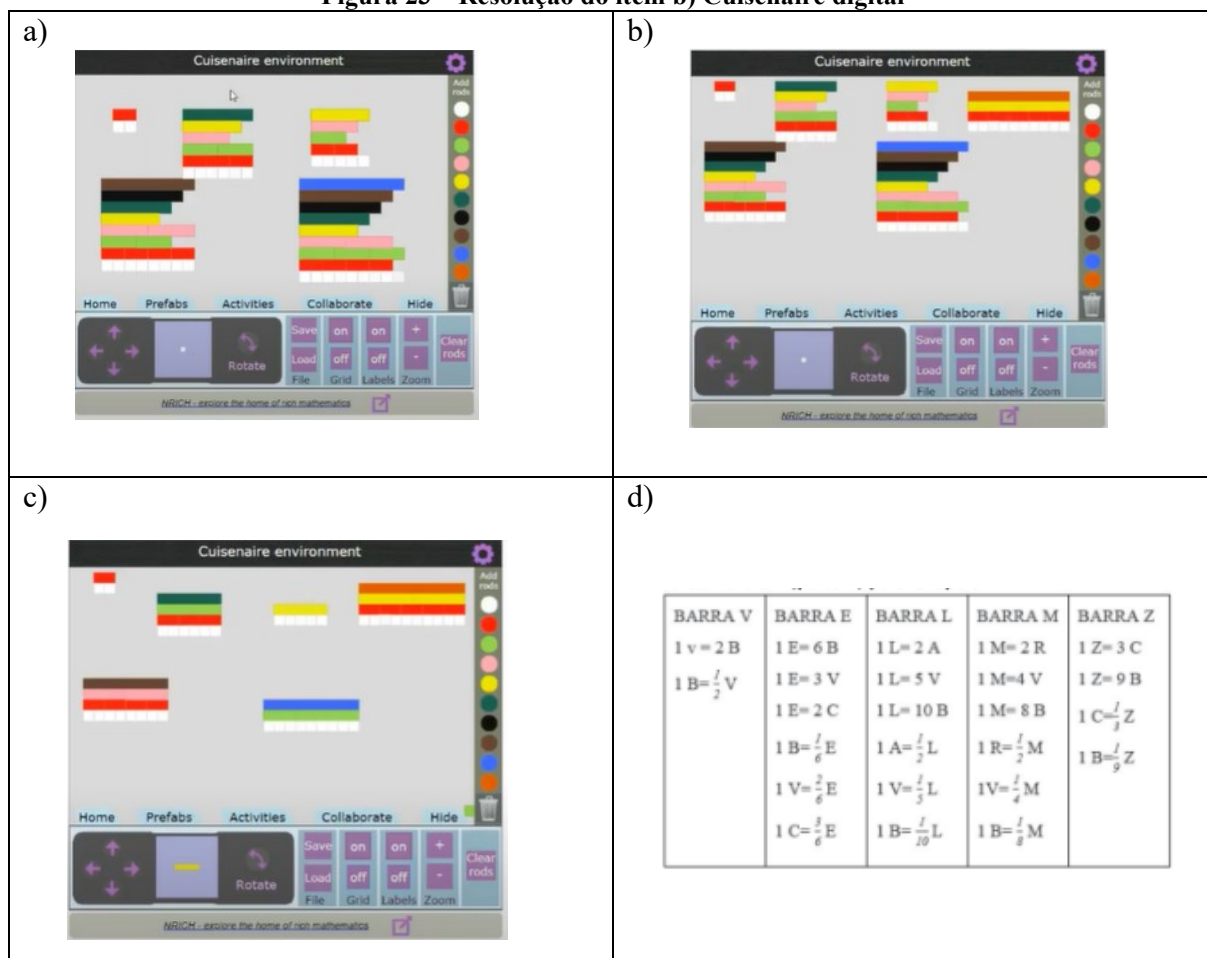 Figura 25 – Resolução do item b) Cuisenaire digital
a)
Cuisenaire environment
Add
rods
Home Prefabs Activities Collaborate Hide
Rotate
Save on on +
Load off off -
File Grid Labels Zoom
Clear
rods
NRICH - explore the home of rich mathematics
b)
Cuisenaire environment
Add
rods
Home Prefabs Activities Collaborate Hide
Rotate
Save on on +
Load off off -
File Grid Labels Zoom
Clear
rods
NRICH - explore the home of rich mathematics
c)
Cuisenaire environment
Add
rods
Home Prefabs Activities Collaborate Hide
Rotate
Save on on +
Load off off -
File Grid Labels Zoom
Clear
rods
NRICH - explore the home of rich mathematics
d)
BARRA V
1 v = 2 B
1 B= 1/2 V
BARRA E
1 E= 6 B
1 E= 3 V
1 E= 2 C
1 B= 1/6 E
1 V= 2/6 E
1 C= 3/6 E
BARRA L
1 L= 2 A
1 L= 5 V
1 L= 10 B
1 A= 1/2 L
1 V= 1/5 L
1 B= 1/10 L
BARRA M
1 M= 2 R
1 M=4 V
1 M= 8 B
1 R= 1/2 M
1V= 1/4 M
1 B= 1/8 M
BARRA Z
1 Z= 3 C
1 Z= 9 B
1 C= 1/3 Z
1 B= 1/9 Z